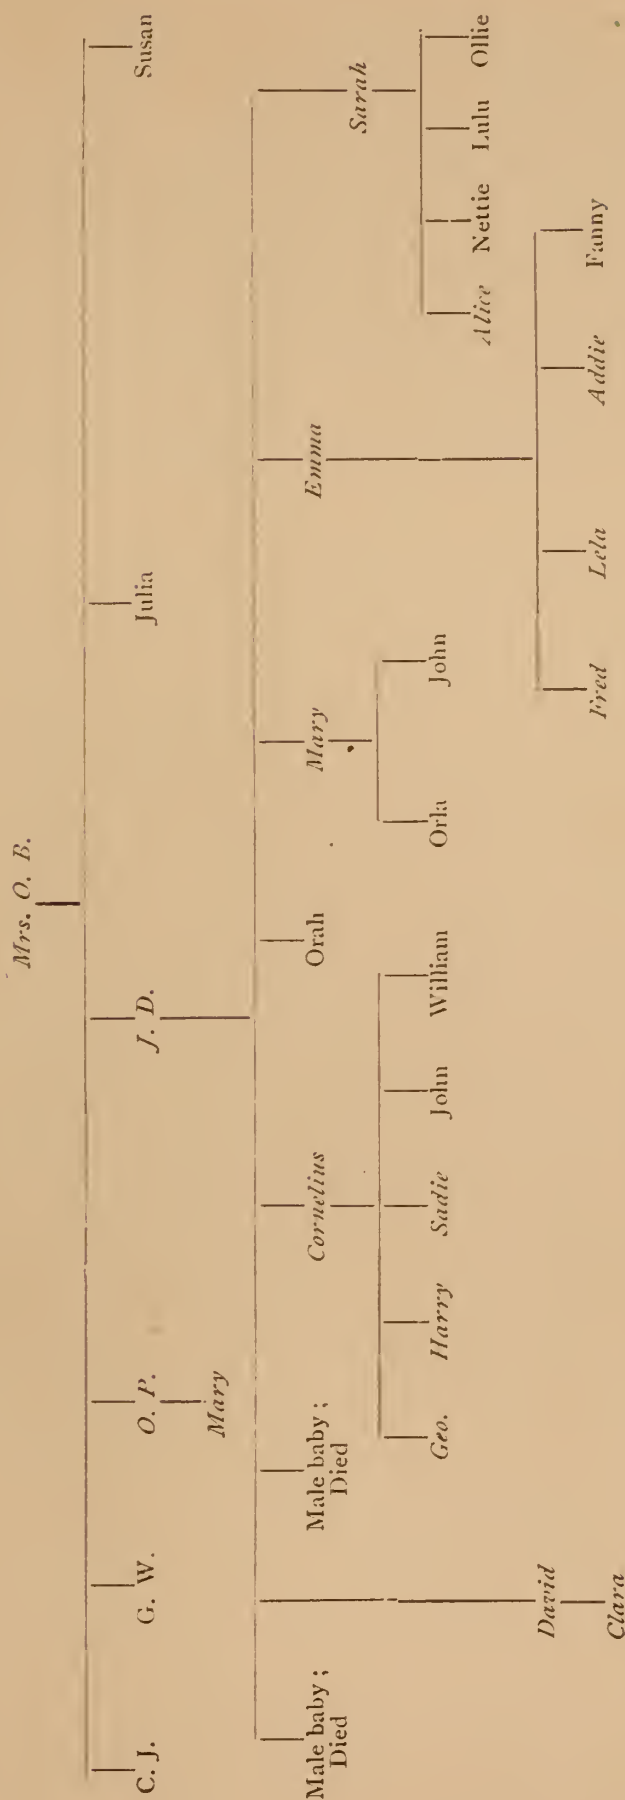 Mrs. O. B.
C. J.
G. W.
O. P.
J. D.
Julia
Susan
Mary
Male baby;
Died
Male baby;
Died
Cornelius
Orah
Mary
Emma
Sarah
Geo.
Harry
Sadie
John
William
Orla
John
Alice
Nettie
Lulu
Ollie
David
Fred
Lela
Addie
Fanny
Clara